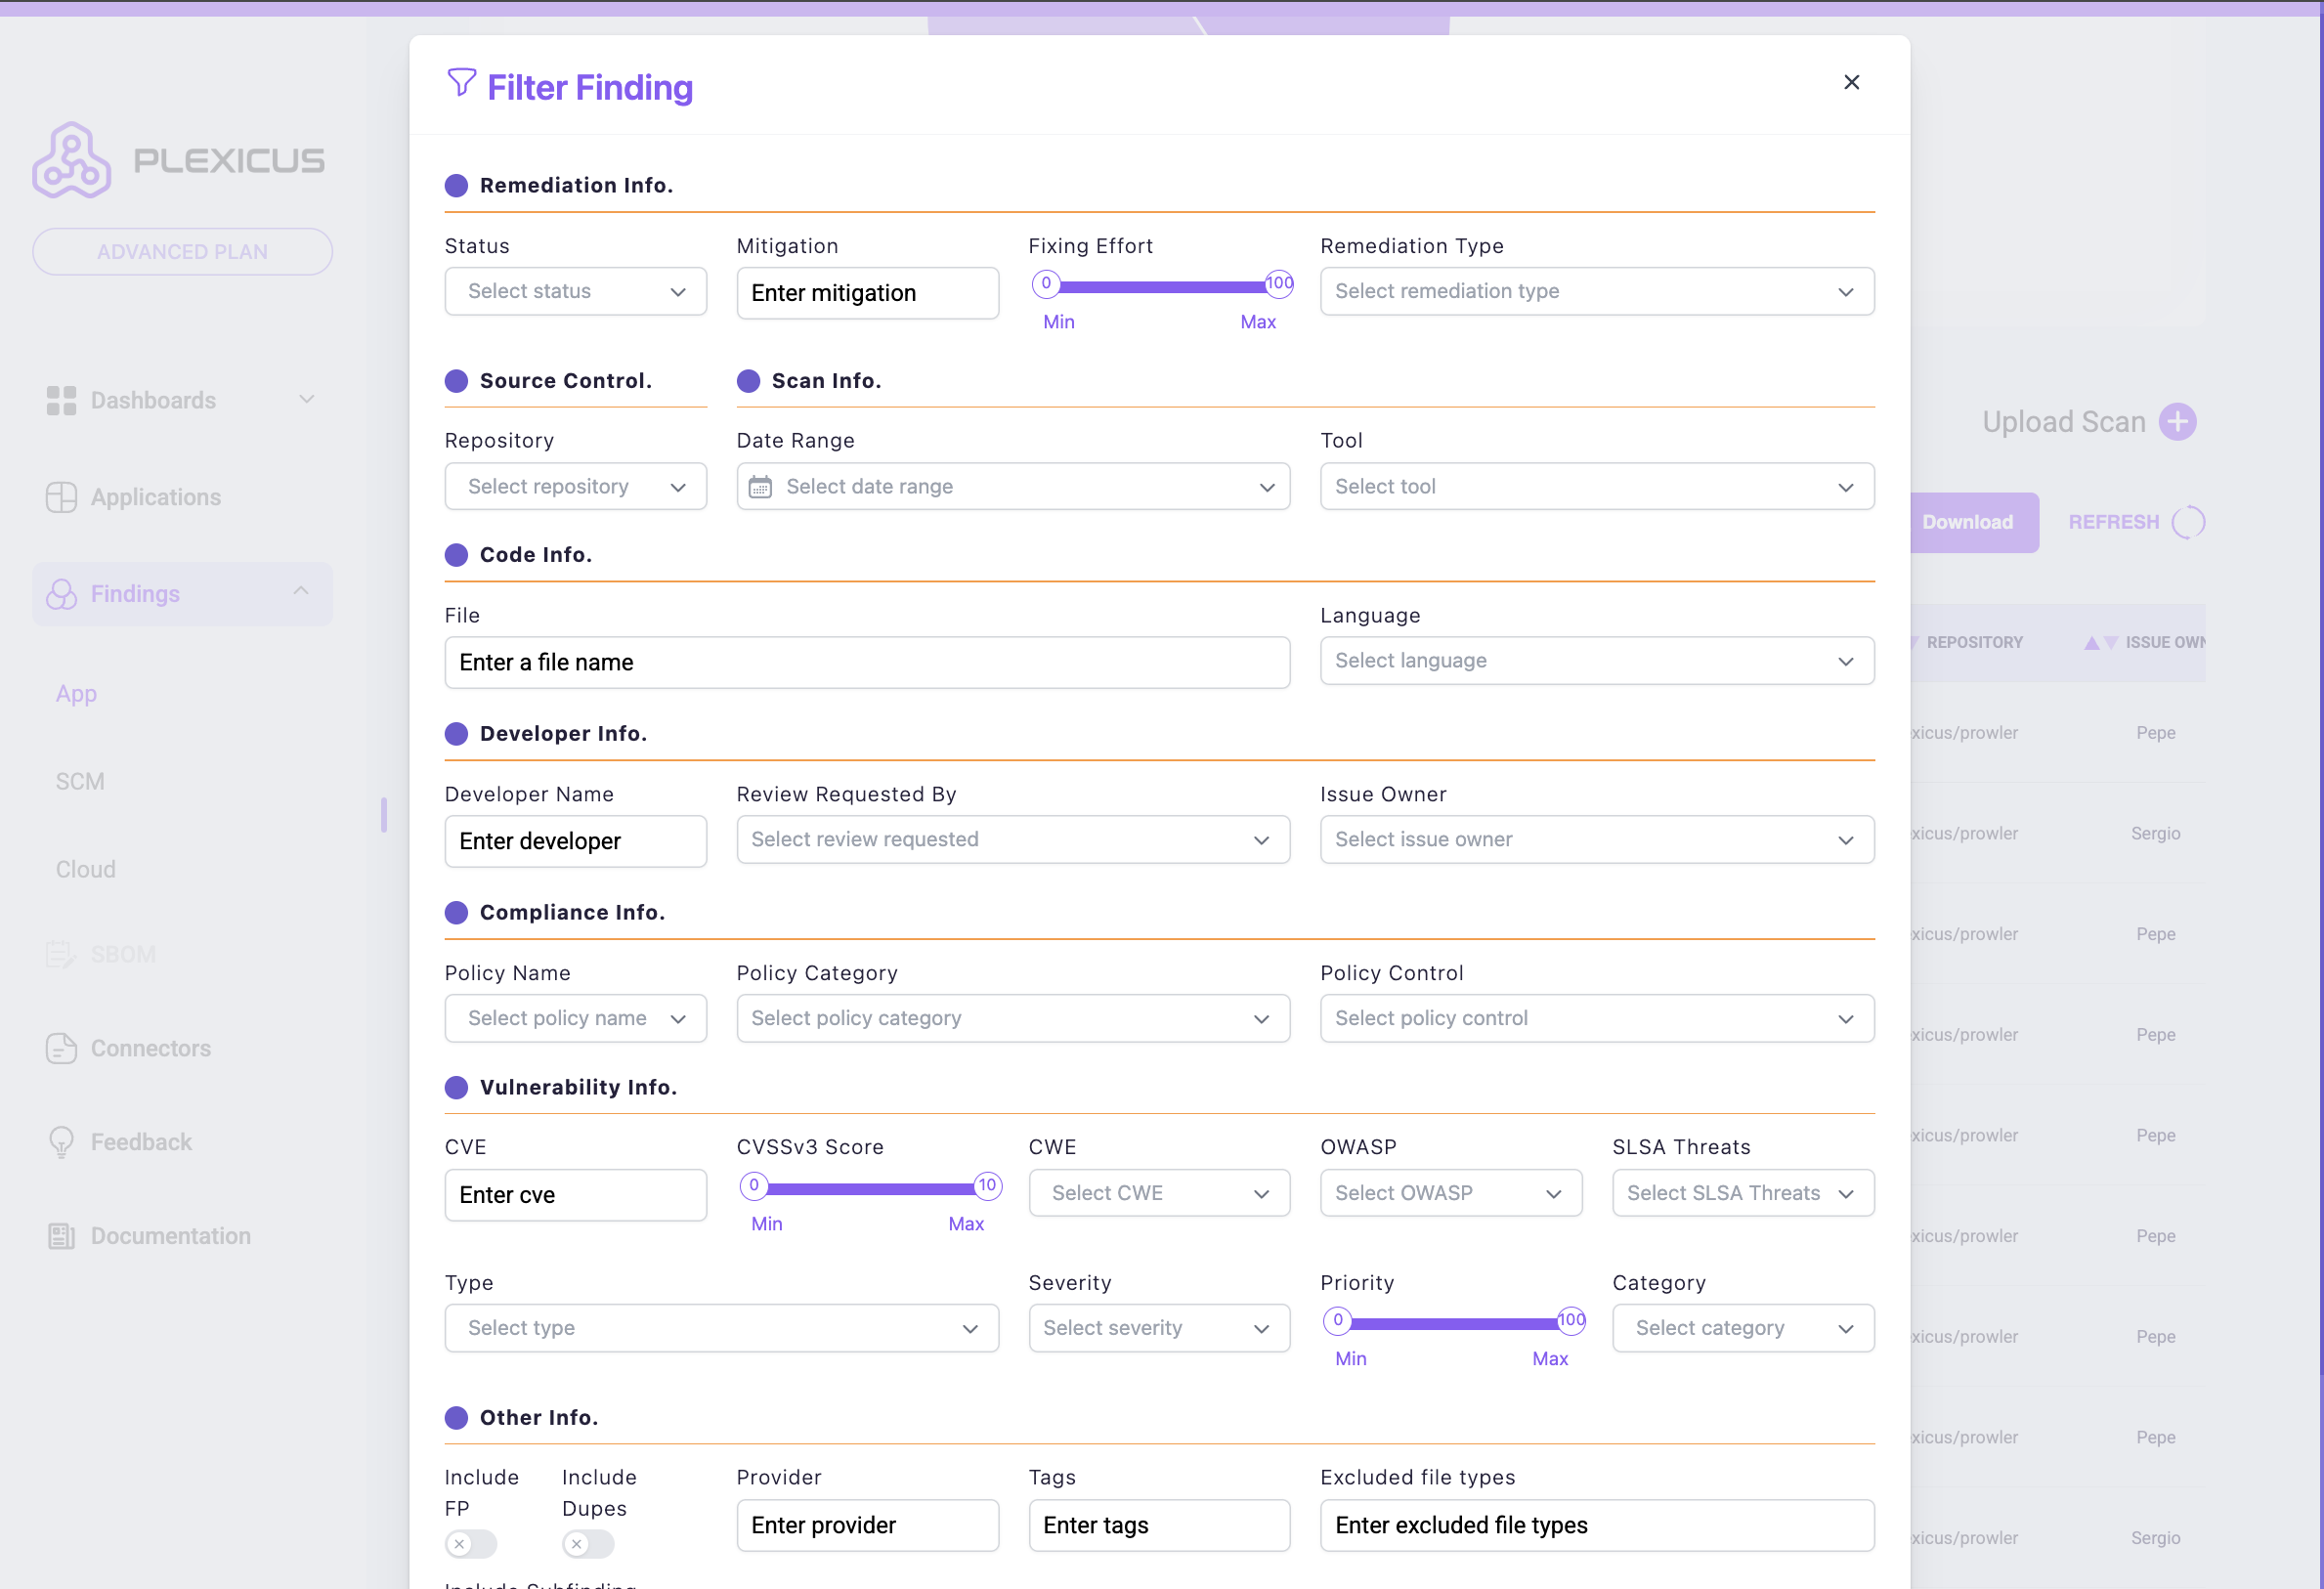 PLEXICUS
ADVANCED PLAN
Dashboards
Applications
Findings
App
SCM
Cloud
SBOM
Connectors
Feedback
Documentation
Filter Finding
Remediation Info.
Status
Mitigation
Fixing Effort
Remediation Type
Select status
Enter mitigation
0
100
Select remediation type
Min
Max
Source Control.
Scan Info.
Repository
Date Range
Tool
Select repository
Select date range
Select tool
Code Info.
File
Language
Enter a file name
Select language
Developer Info.
Developer Name
Review Requested By
Issue Owner
Enter developer
Select review requested
Select issue owner
Compliance Info.
Policy Name
Policy Category
Policy Control
Select policy name
Select policy category
Select policy control
Vulnerability Info.
CVE
CVSSv3 Score
CWE
OWASP
SLSA Threats
Enter cve
0
10
Select CWE
Select OWASP
Select SLSA Threats
Min
Max
Type
Severity
Priority
Category
Select type
Select severity
0
100
Select category
Min
Max
Other Info.
Include
FP
Include
Dupes
Provider
Tags
Excluded file types
Enter provider
Enter tags
Enter excluded file types
Include Subfinding
Upload Scan
Download
REFRESH
REPOSITORY
ISSUE OWN
xicus/prowler
Pepe
xicus/prowler
Sergio
xicus/prowler
Pepe
xicus/prowler
Pepe
xicus/prowler
Pepe
xicus/prowler
Pepe
xicus/prowler
Pepe
xicus/prowler
Pepe
xicus/prowler
Sergio